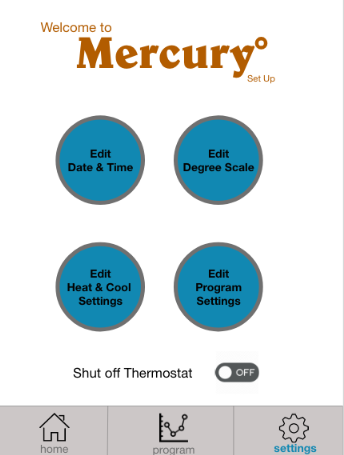 Welcome to
Mercury°
Set Up
Edit
Date & Time
Edit
Degree Scale
Edit
Heat & Cool
Settings
Edit
Program
Settings
Shut off Thermostat
OFF
home
program
settings